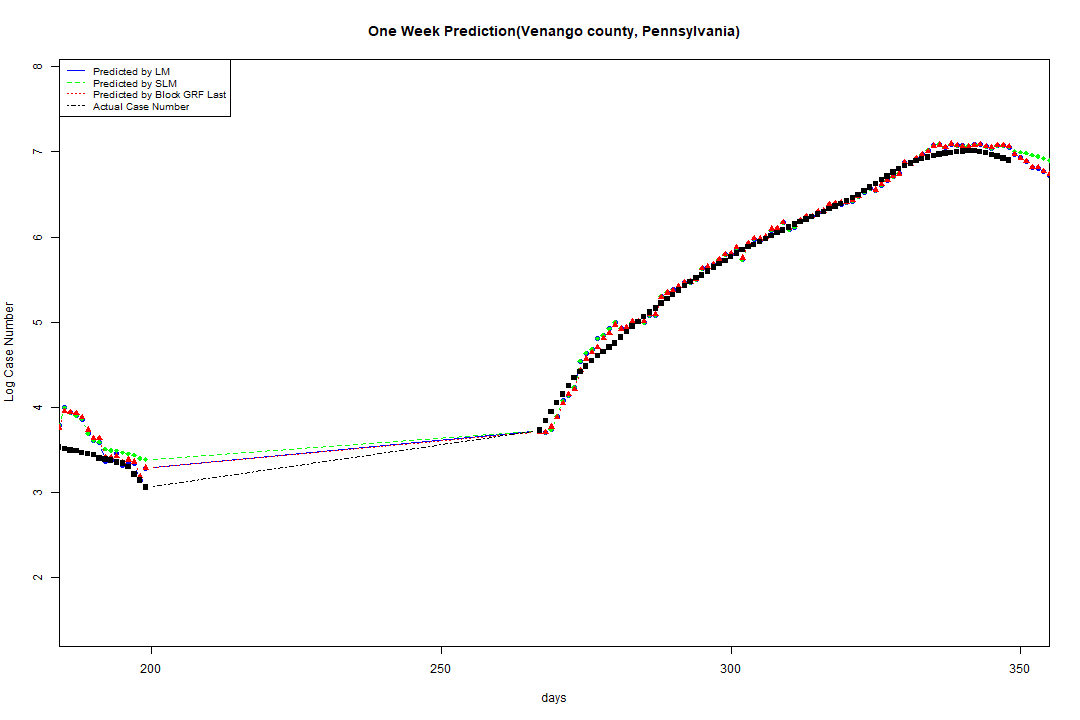 One Week Prediction(Venango county, Pennsylvania)
Predicted by LM
Predicted by SLM
Predicted by Block GRF Last
Actual Case Number
Log Case Number
8
7
6
5
4
3
2
200
250
300
350
days